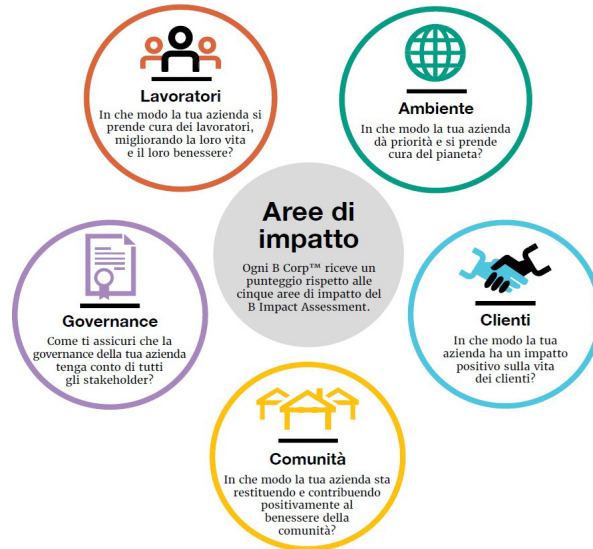 Lavoratori
In che modo la tua azienda si
prende cura dei lavoratori,
migliorando la loro vita
e il loro benessere?
Ambiente
In che modo la tua azienda
dà priorità e si prende
cura del pianeta?
Aree di
impatto
Ogni B Corp™ riceve un
punteggio rispetto alle
cinque aree di impatto del
B Impact Assessment.
Governance
Come ti assicuri che la
governance della tua azienda
tenga conto di tutti
gli stakeholder?
Clienti
In che modo la tua
azienda ha un impatto
positivo sulla vita
dei clienti?
Comunità
In che modo la tua azienda sta
restituendo e contribuendo
positivamente al
benessere della
comunità?